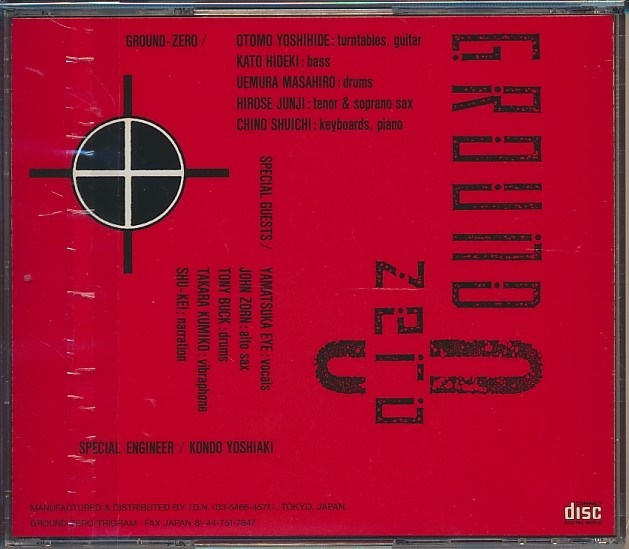 GROUND-ZERO /
OTOMO YOSHIHIDE : turntables, guitar
KATO HIDEKI : bass
UEMURA MASAHIRO : drums
HIROSE JUNJI : tenor & soprano sax
CHINO SHUICHI : keyboards, piano
SPECIAL GUESTS /
YAMATSUKA EYE : vocals
JOHN ZORN : alto sax
TONY BUCK : drums
TAKARA KUMIKO : vibraphone
SHU-KEI : narration
SPECIAL ENGINEER / KONDO YOSHIAKI
GROUND
zero
MANUFACTURED & DISTRIBUTED BY I.D.N. (03-5466-4571), TOKYO, JAPAN.
GROUND-ZERO/TRIGRAM FAX JAPAN 81-44-751-7847
COMPACT
disc
DIGITAL AUDIO